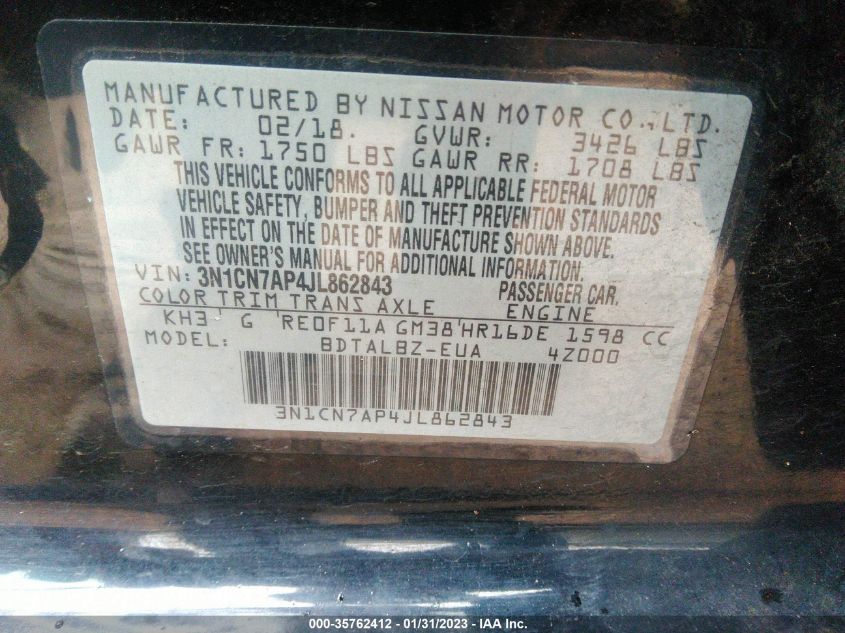 MANUFACTURED BY NISSAN MOTOR CO., LTD.
DATE: 02/18. GVWR: 3426 LBS
GAWR FR: 1750 LBS GAWR RR: 1708 LBS
THIS VEHICLE CONFORMS TO ALL APPLICABLE FEDERAL MOTOR
VEHICLE SAFETY, BUMPER AND THEFT PREVENTION STANDARDS
IN EFFECT ON THE DATE OF MANUFACTURE SHOWN ABOVE.
SEE OWNER'S MANUAL FOR ADDITIONAL INFORMATION.
VIN: 3N1CN7AP4JL862843 PASSENGER CAR.
COLOR TRIM TRANS AXLE ENGINE
KH3 G 'RE0F11A GM38'HR16DE 1598 CC
MODEL: BDTALBZ-EUA 4Z000
3N1CN7AP4JL862843
000-35762412 - 01/31/2023 - IAA Inc.